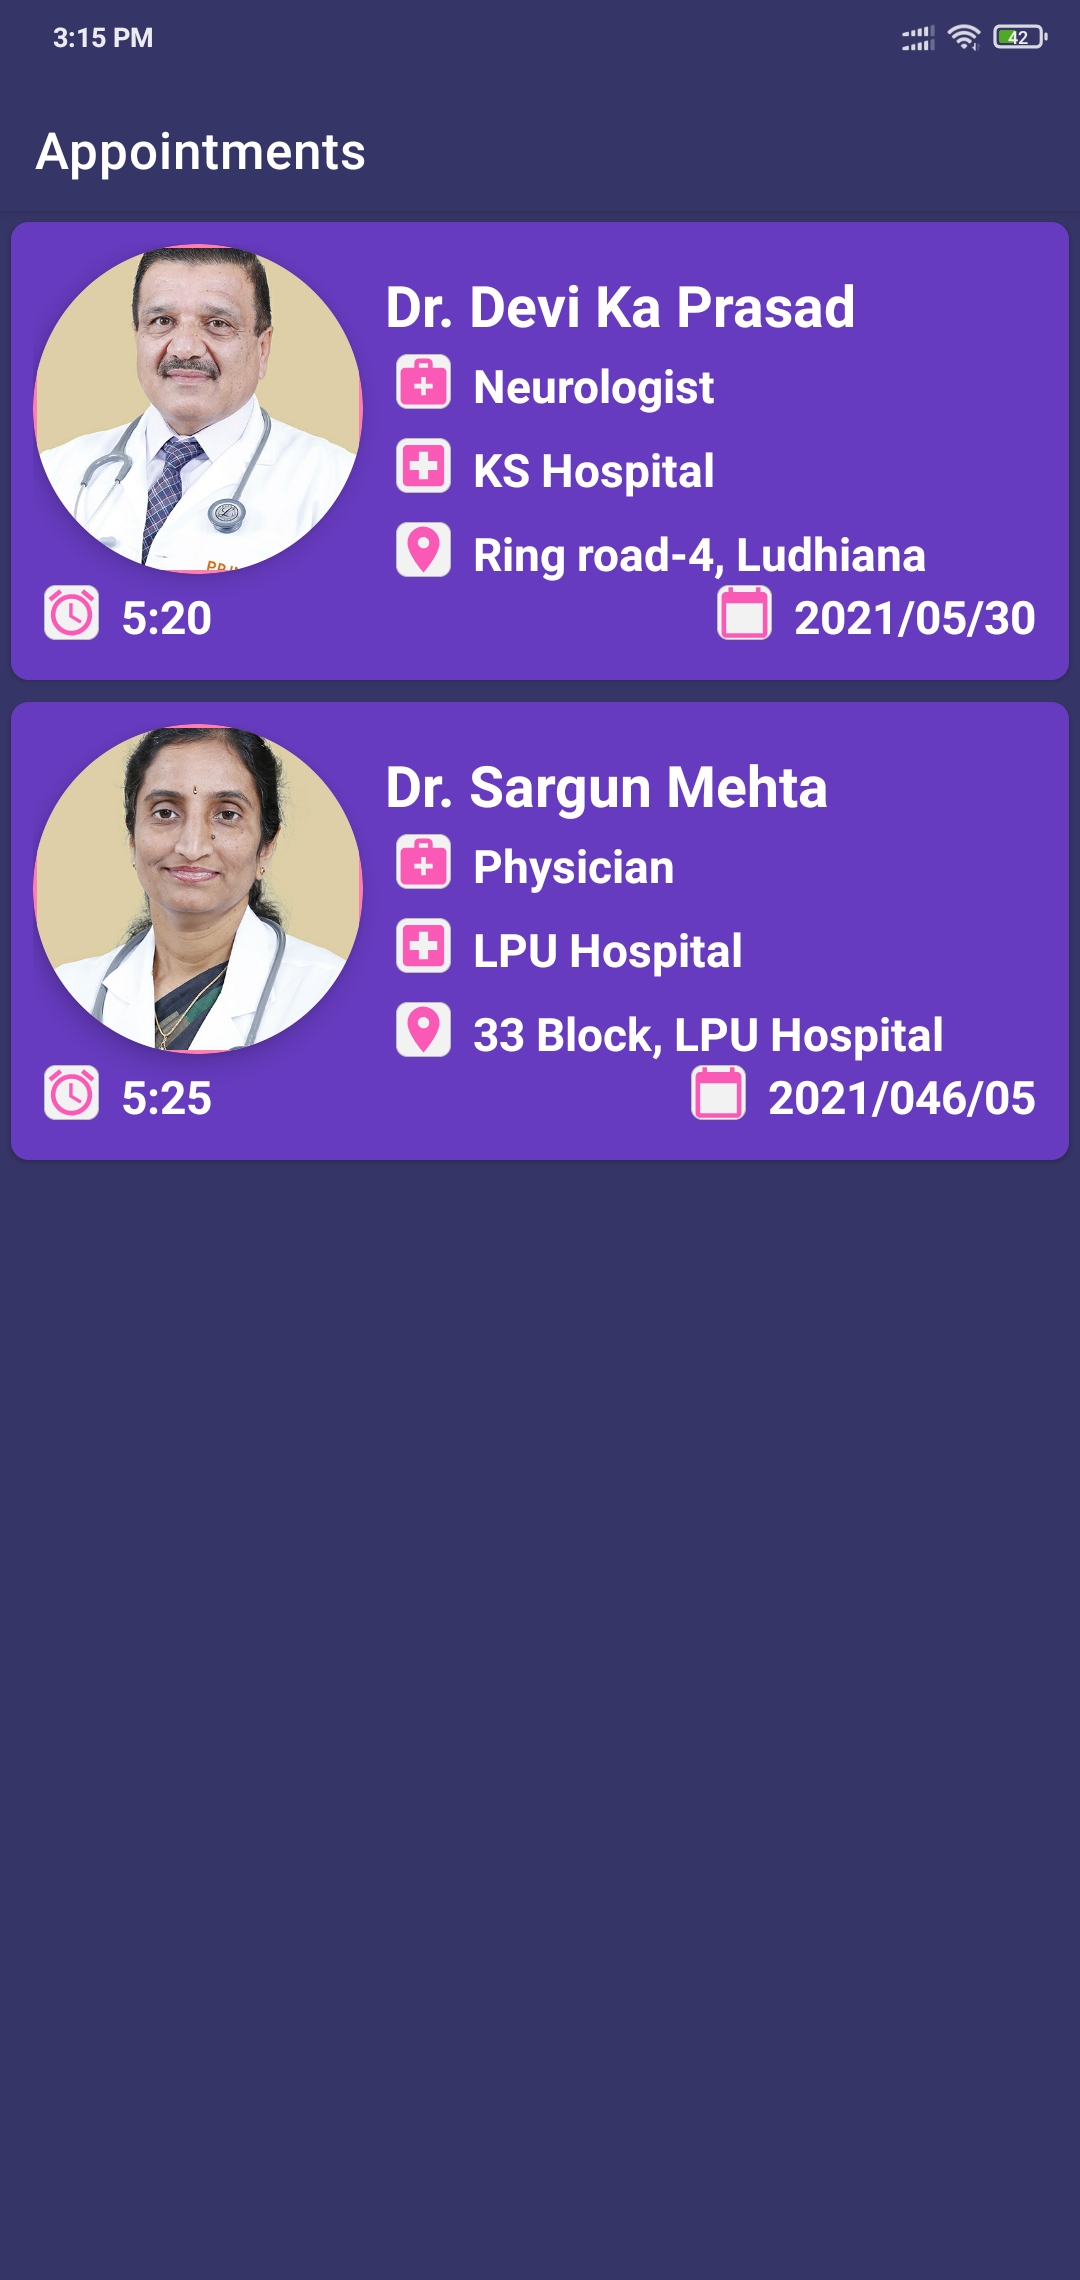 3:15 PM
42
Appointments
Dr. Devi Ka Prasad
Neurologist
KS Hospital
Ring road-4, Ludhiana
5:20
2021/05/30
Dr. Sargun Mehta
Physician
LPU Hospital
33 Block, LPU Hospital
5:25
2021/046/05